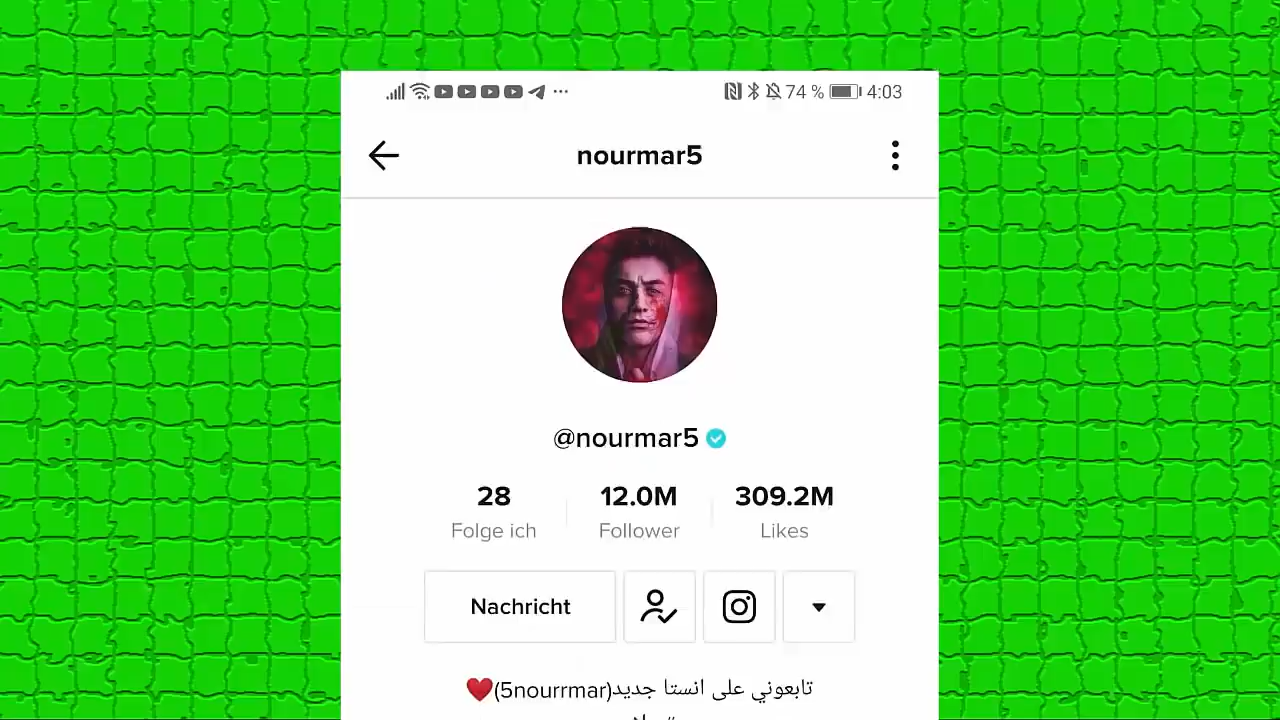 74 % 4:03
nourmar5
@nourmar5
28 12.0M 309.2M
Folge ich Follower Likes
Nachricht
تابعوني على انستا جديد(5nourrmar)❤️